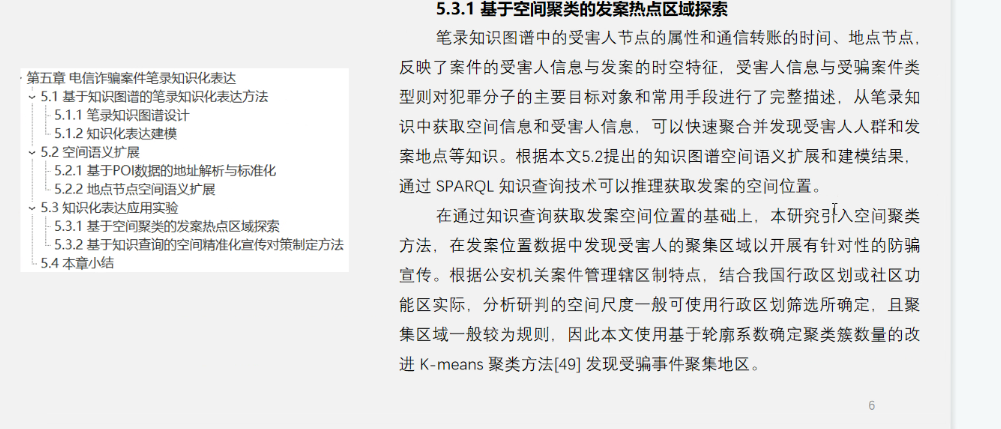 第五章 电信诈骗案件笔录知识化表达
5.1 基于知识图谱的笔录知识化表达方法
5.1.1 笔录知识图谱设计
5.1.2 知识化表达建模
5.2 空间语义扩展
5.2.1 基于POI数据的地址解析与标准化
5.2.2 地点节点空间语义扩展
5.3 知识化表达应用实验
5.3.1 基于空间聚类的发案热点区域探索
5.3.2 基于知识查询的空间精准化宣传对策制定方法
5.4 本章小结
5.3.1 基于空间聚类的发案热点区域探索
笔录知识图谱中的受害人节点的属性和通信转账的时间、地点节点，
反映了案件的受害人信息与发案的时空特征，受害人信息与受骗案件类
型则对犯罪分子的主要目标对象和常用手段进行了完整描述，从笔录知
识中获取空间信息和受害人信息，可以快速聚合并发现受害人人群和发
案地点等知识。根据本文5.2提出的知识图谱空间语义扩展和建模结果，
通过 SPARQL 知识查询技术可以推理获取发案的空间位置。
在通过知识查询获取发案空间位置的基础上，本研究引入空间聚类
方法，在发案位置数据中发现受害人的聚集区域以开展有针对性的防骗
宣传。根据公安机关案件管理辖区制特点，结合我国行政区划或社区功
能区实际，分析研判的空间尺度一般可使用行政区划筛选所确定，且聚
集区域一般较为规则，因此本文使用基于轮廓系数确定聚类簇数量的改
进 K-means 聚类方法[49] 发现受骗事件聚集地区。
6